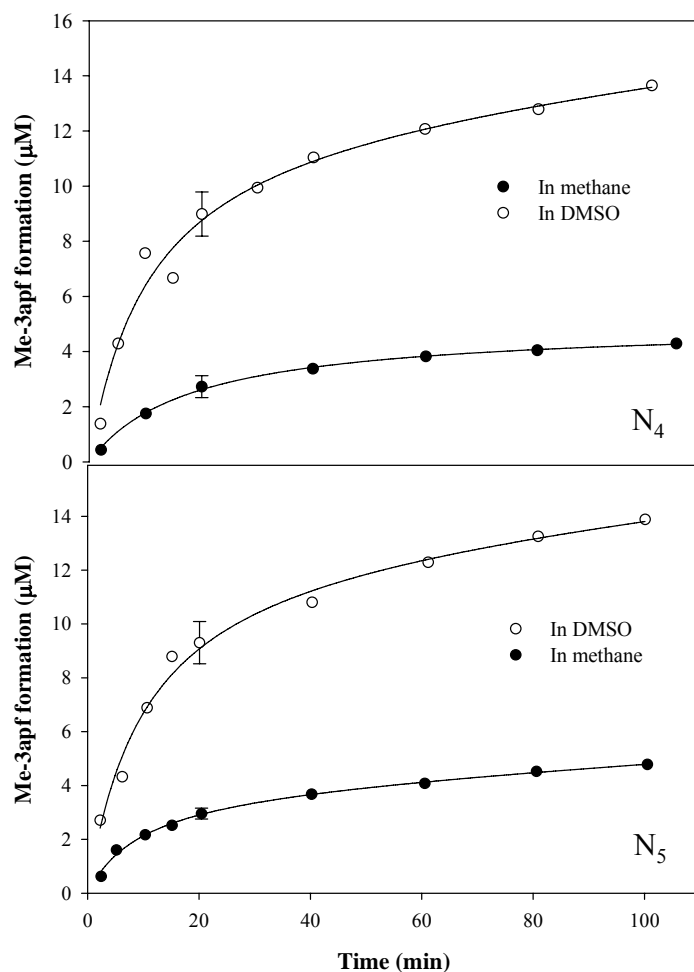 16
14
12
10
8
6
4
2
0
Me-3apf formation (μM)
In methane
In DMSO
N4
14
12
10
8
6
4
2
0
Me-3apf formation (μM)
In DMSO
In methane
N5
0 20 40 60 80 100
Time (min)